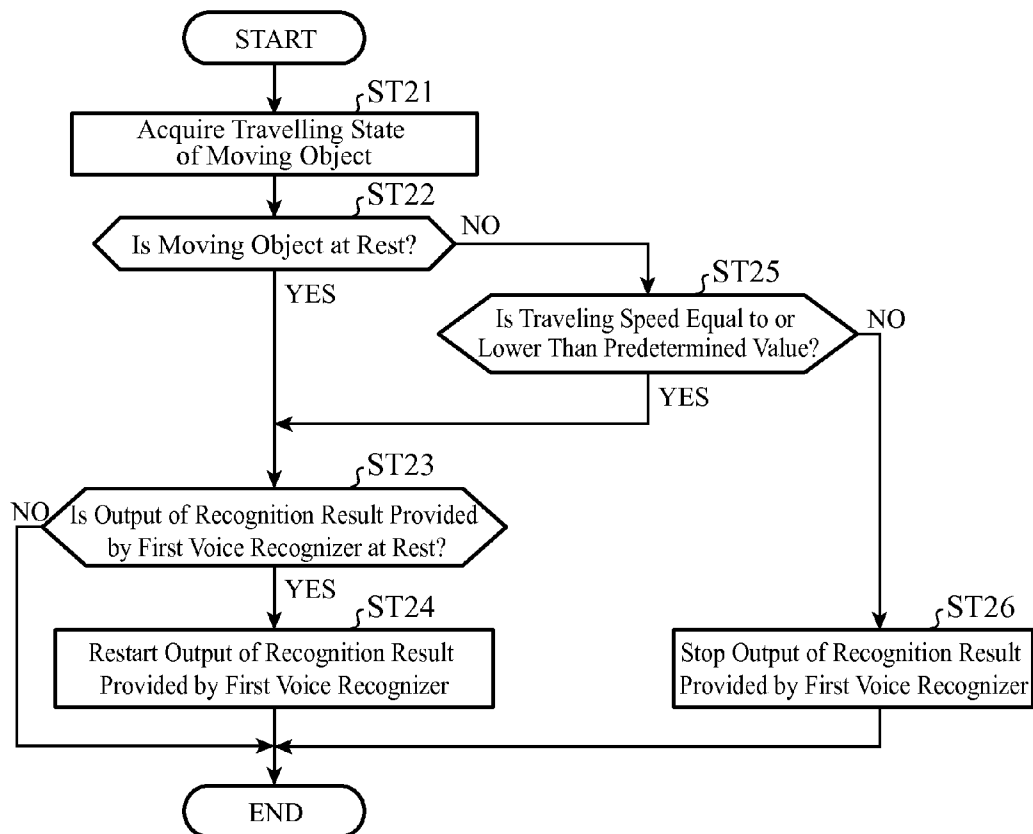 START
ST21
Acquire Travelling State
of Moving Object
ST22
Is Moving Object at Rest?
NO
YES
ST25
Is Traveling Speed Equal to or
Lower Than Predetermined Value?
NO
YES
ST23
NO
Is Output of Recognition Result Provided
by First Voice Recognizer at Rest?
YES
ST24
Restart Output of Recognition Result
Provided by First Voice Recognizer
ST26
Stop Output of Recognition Result
Provided by First Voice Recognizer
END